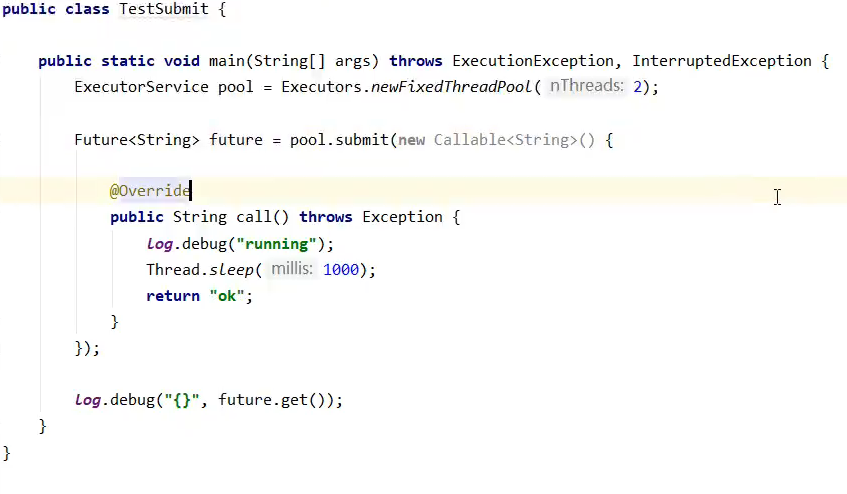 public class TestSubmit {
public static void main(String[] args) throws ExecutionException, InterruptedException {
ExecutorService pool = Executors.newFixedThreadPool( nThreads: 2);
Future<String> future = pool.submit(new Callable<String>() {
@Override
public String call() throws Exception {
log.debug("running");
Thread.sleep( millis: 1000);
return "ok";
}
});
log.debug("{}", future.get());
}
}